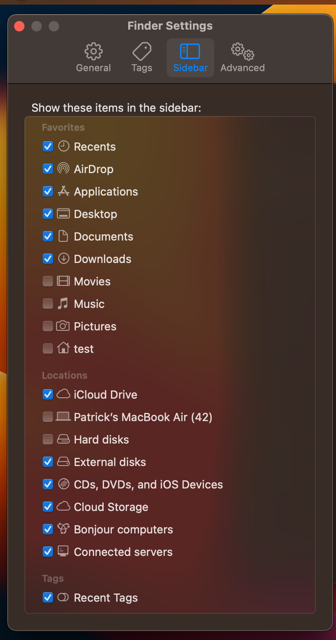 Finder Settings
General
Tags
Sidebar
Advanced
Show these items in the sidebar:
Favorites
Recents
AirDrop
Applications
Desktop
Documents
Downloads
Movies
Music
Pictures
test
Locations
iCloud Drive
Patrick's MacBook Air (42)
Hard disks
External disks
CDs, DVDs, and iOS Devices
Cloud Storage
Bonjour computers
Connected servers
Tags
Recent Tags